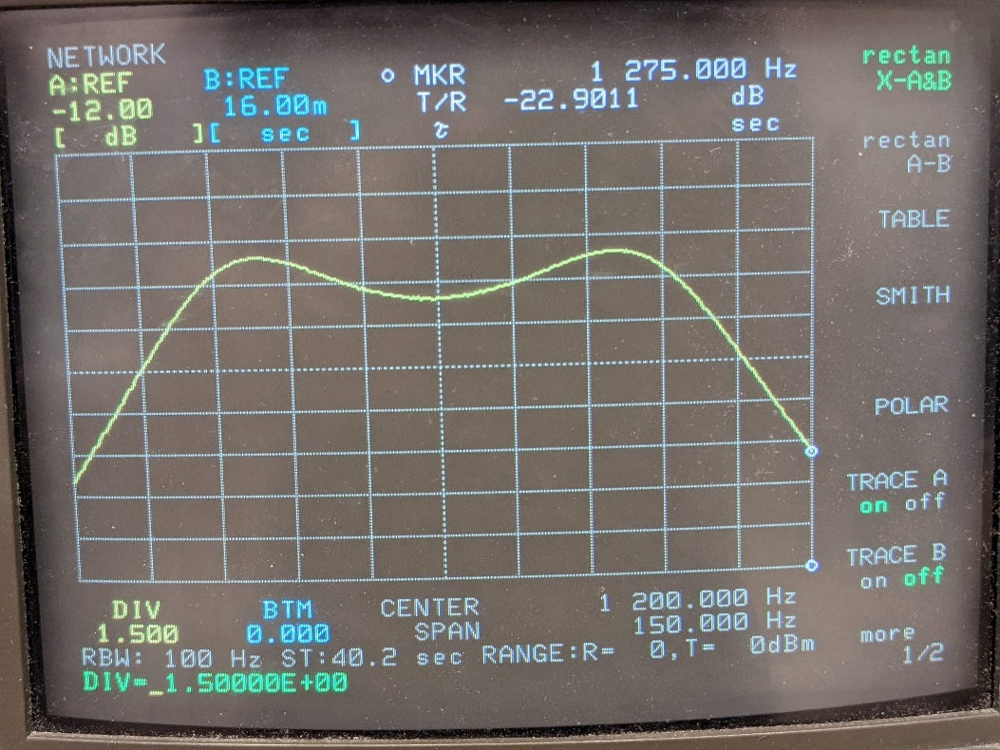 NETWORK
A:REF B:REF o MKR 1 275.000 Hz
-12.00 16.00m T/R -22.9011 dB
[ dB ][ sec ] τ sec
rectan
X-A&B
rectan
A-B
TABLE
SMITH
POLAR
TRACE A
on off
TRACE B
on off
more
1/2
DIV BTM CENTER 1 200.000 Hz
1.500 0.000 SPAN 150.000 Hz
RBW: 100 Hz ST:40.2 sec RANGE:R= 0,T= 0dBm
DIV=_1.50000E+00